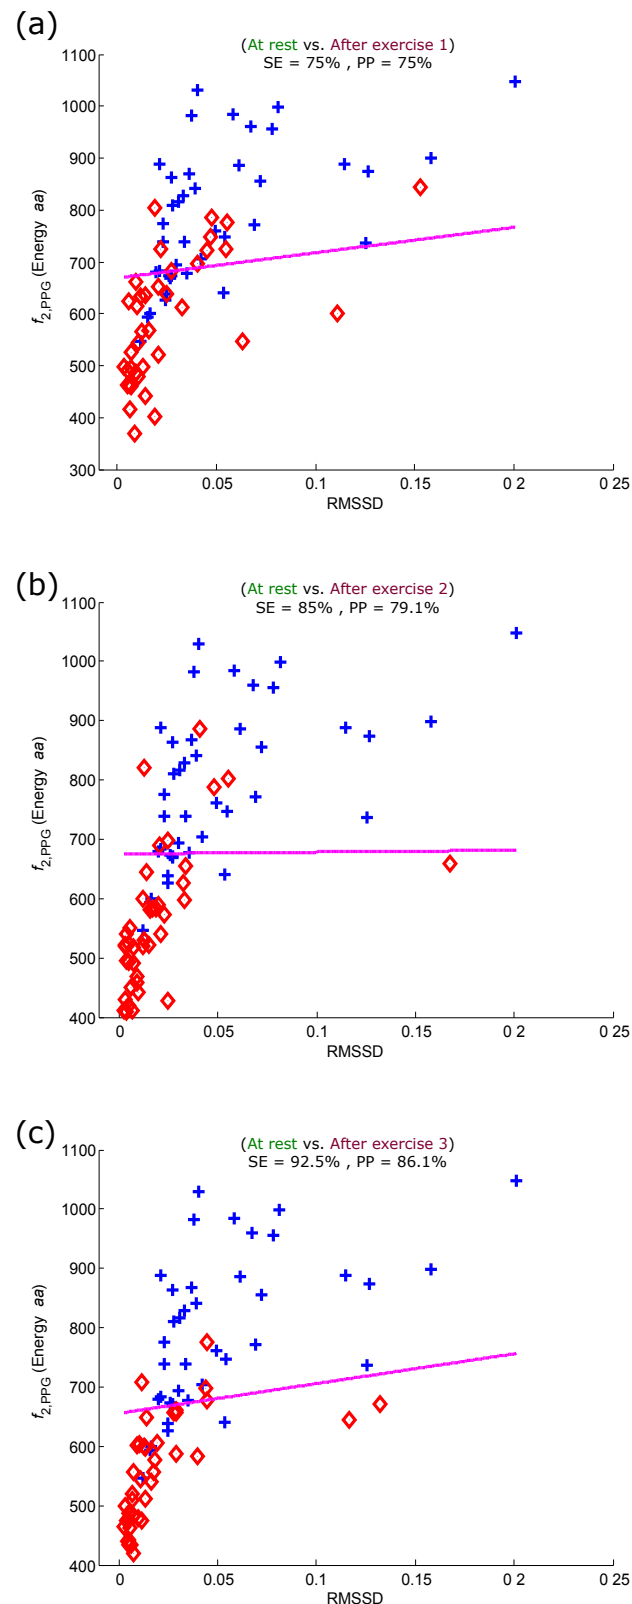 (a)
(At rest vs. After exercise 1)
SE = 75% , PP = 75%
1100
1000
900
800
700
600
500
400
300
f2,PPG (Energy aa)
0
0.05
0.1
0.15
0 2
0 25
RMSSD
(b)
(At rest vs. After exercise 2)
SE = 85% , PP = 79.1%
1100
1000
900
800
700
600
500
400
f2,PPG (Energy aa)
0
0.05
0.1
0.15
0 2
0 25
RMSSD
(c)
(At rest vs. After exercise 3)
SE = 92.5% , PP = 86.1%
1100
1000
900
800
700
600
500
400
f2,PPG (Energy aa)
0
0.05
0.1
0.15
0 2
0 25
RMSSD